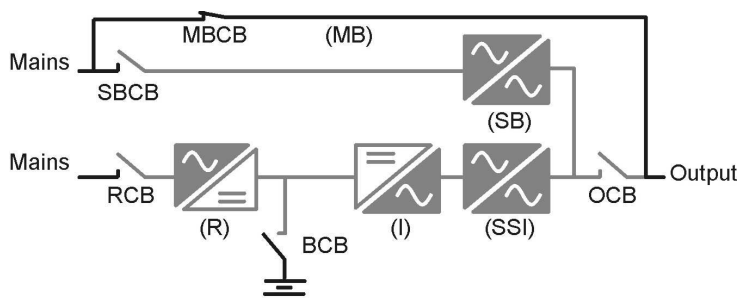 MBCB (MB)
Mains
SBCB
(SB)
Mains
RCB
OCB
Output
(R)
BCB
(I)
(SSI)